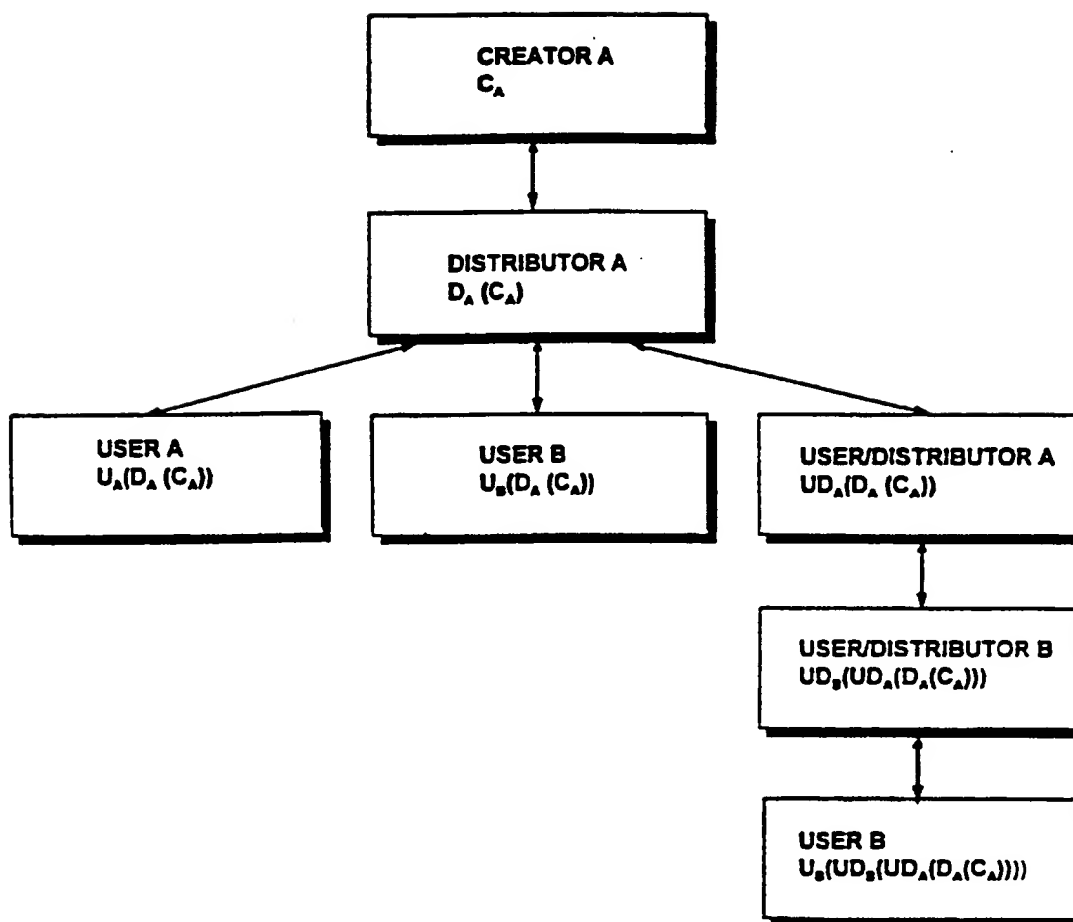 CREATOR A
C_A
DISTRIBUTOR A
D_A (C_A)
USER A
U_A(D_A (C_A))
USER B
U_B(D_A (C_A))
USER/DISTRIBUTOR A
UD_A(D_A (C_A))
USER/DISTRIBUTOR B
UD_B(UD_A(D_A(C_A)))
USER B
U_B(UD_B(UD_A(D_A(C_A))))